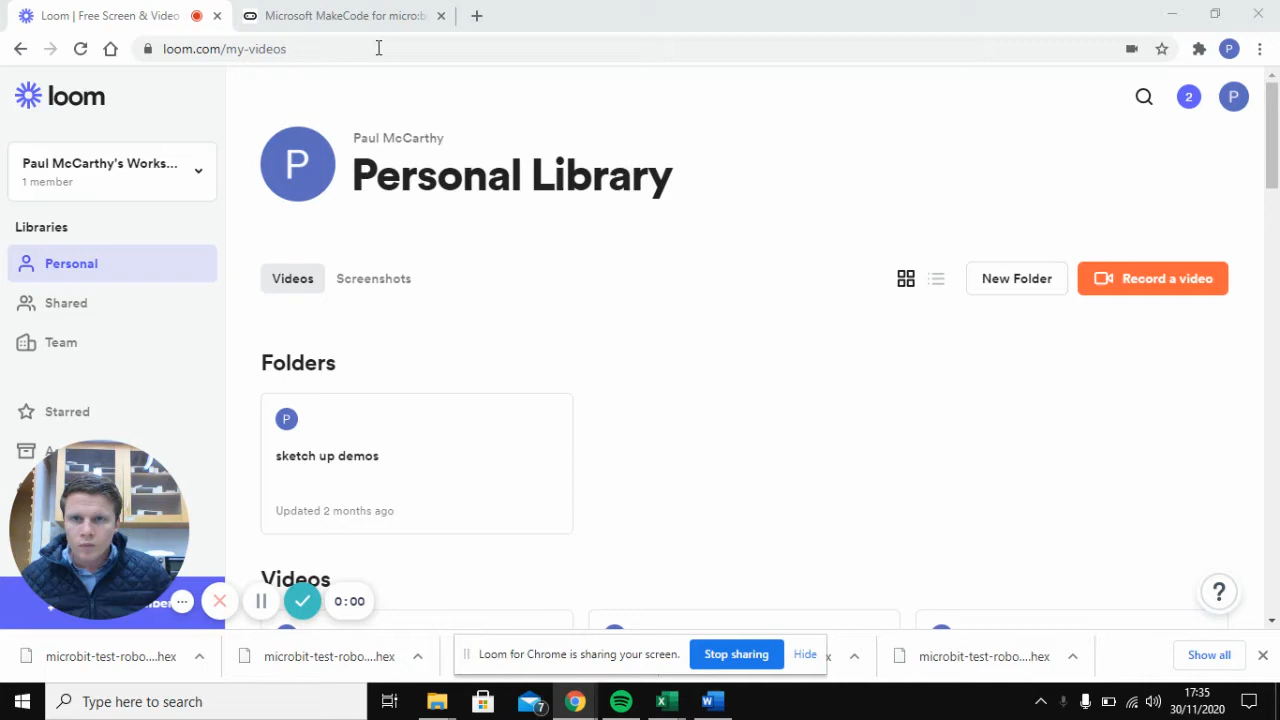 Loom | Free Screen & Video
Microsoft MakeCode for micro:b
loom.com/my-videos
P
loom
2
P
Paul McCarthy's Works...
1 member
P
Paul McCarthy
Personal Library
Libraries
Personal
Shared
Team
Starred
Videos
Screenshots
New Folder
Record a video
Folders
P
sketch up demos
Updated 2 months ago
Videos
0:00
?
microbit-test-robo....hex
microbit-test-robo....hex
Loom for Chrome is sharing your screen.
Stop sharing
Hide
x
microbit-test-robo....hex
Show all
Type here to search
7
17:35
30/11/2020